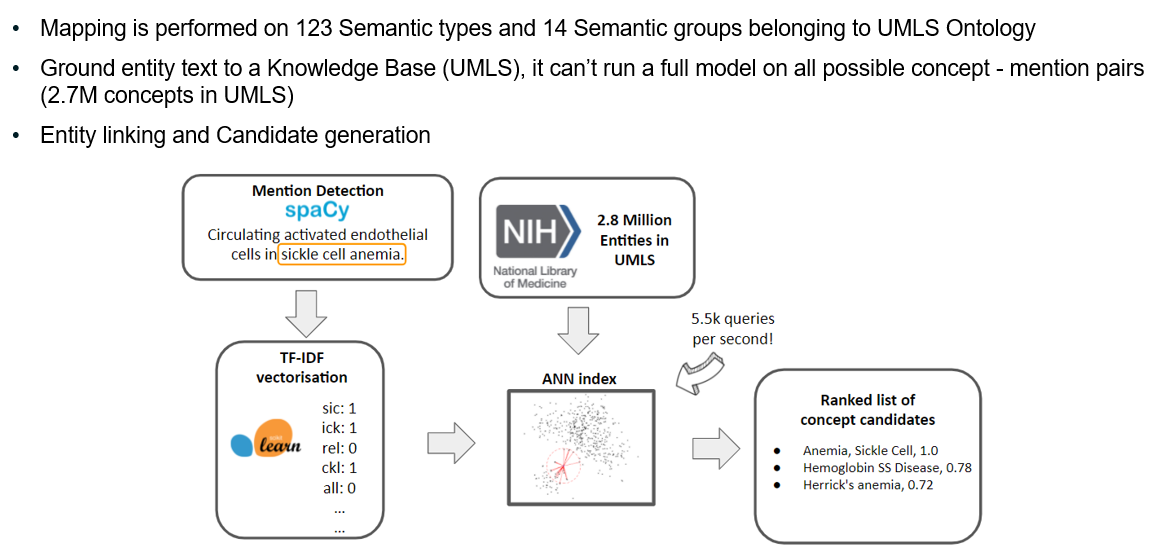 • Mapping is performed on 123 Semantic types and 14 Semantic groups belonging to UMLS Ontology
• Ground entity text to a Knowledge Base (UMLS), it can’t run a full model on all possible concept - mention pairs
(2.7M concepts in UMLS)
• Entity linking and Candidate generation
Mention Detection
spaCy
Circulating activated endothelial
cells in sickle cell anemia.
NIH
National Library
of Medicine
2.8 Million
Entities in
UMLS
5.5k queries
per second!
TF-IDF
vectorisation
learn
sic: 1
ick: 1
rel: 0
ckl: 1
all: 0
...
...
ANN index
Ranked list of
concept candidates
● Anemia, Sickle Cell, 1.0
● Hemoglobin SS Disease, 0.78
● Herrick's anemia, 0.72